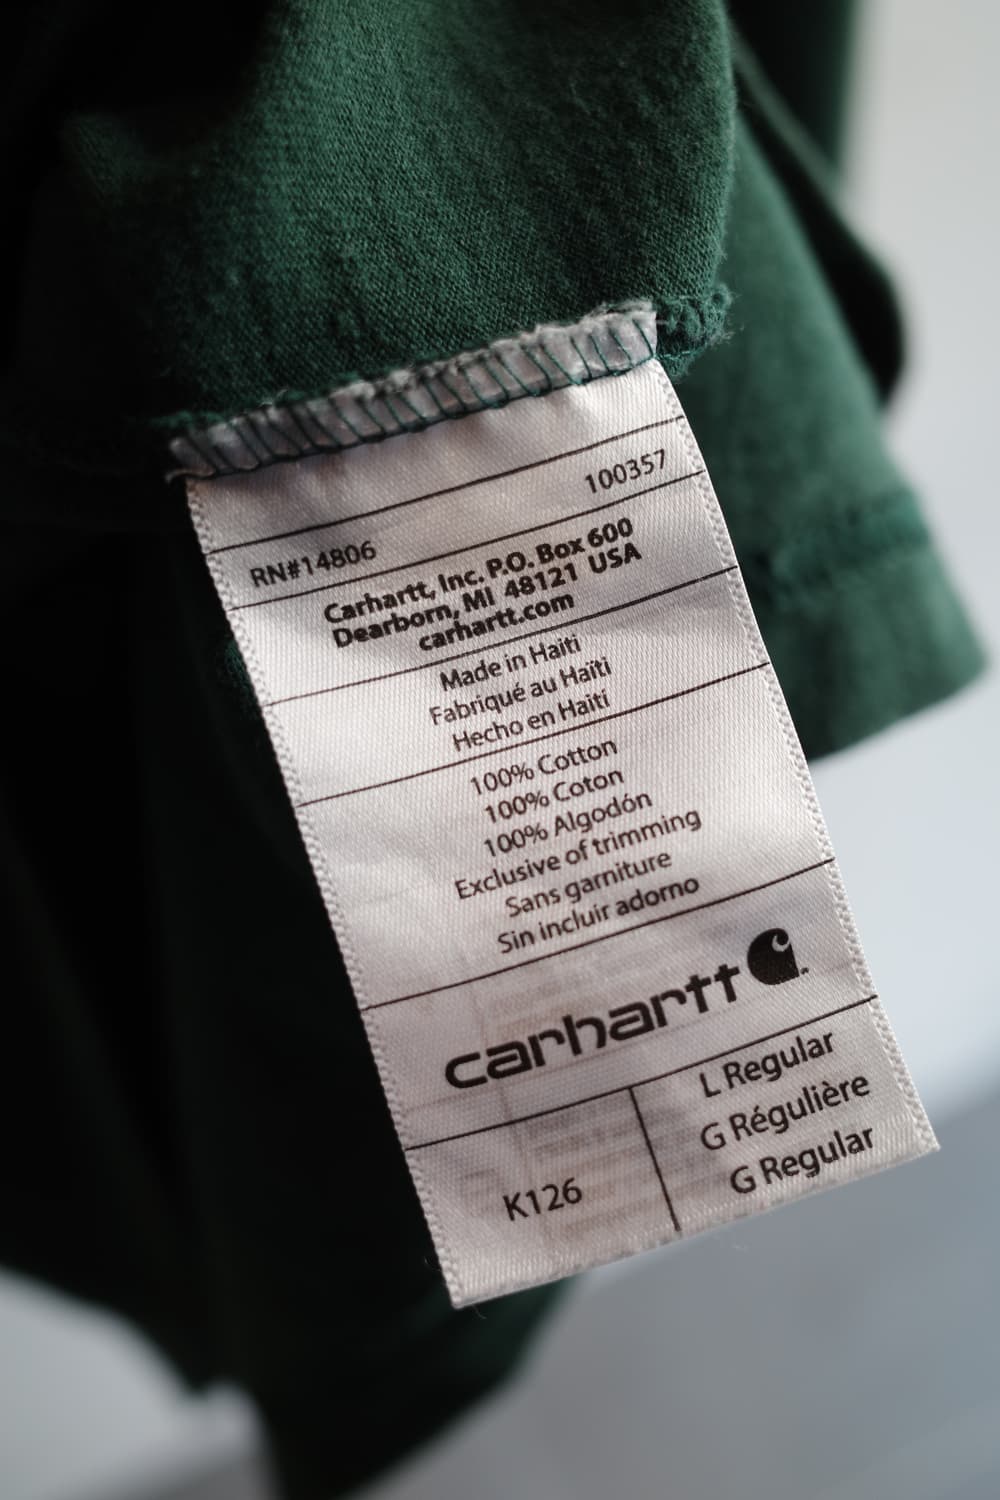 100357
RN#14806
Carhartt, Inc. P.O. Box 600
Dearborn, MI 48121 USA
carhartt.com
Made in Haiti
Fabriqué au Haïti
Hecho en Haití
100% Cotton
100% Coton
100% Algodón
Exclusive of trimming
Sans garniture
Sin incluir adorno
carhartt
L Regular
G Régulière
G Regular
K126